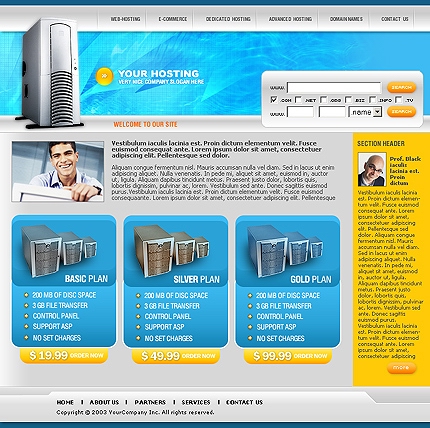 WEB-HOSTING E-COMMERCE DEDICATED HOSTING ADVANCED HOSTING DOMAIN NAMES CONTACT US
YOUR HOSTING
VERY NICE COMPANY SLOGAN HERE
WELCOME TO OUR SITE
www. SEARCH
.COM .NET .ORG .BIZ .INFO .TV
www. .name SEARCH
Vestibulum iaculis lacinia est. Proin dictum elementum velit. Fusce
euismod consequat ante. Lorem ipsum dolor sit amet, consectetuer
adipiscing elit. Pellentesque sed dolor.
Aliquam congue fermentum nisl. Mauris accumsan nulla vel diam. Sed in lacus ut enim
adipiscing aliquet. Nulla venenatis. In pede mi, aliquet sit amet, euismod in, auctor
ut, ligula. Aliquam dapibus tincidunt metus. Praesent justo dolor, lobortis quis,
lobortis dignissim, pulvinar ac, lorem. Vestibulum sed ante. Donec sagittis euismod
purus. Vestibulum iaculis lacinia est. Proin dictum elementum velit. Fusce euismod
consequaante. Lorem ipsum dolor sit amet, consectetuer adipiscing elit. Pellentesque
BASIC PLAN
200 MB OF DISC SPACE
3 GB FILE TRANSFER
CONTROL PANEL
SUPPORT ASP
NO SET CHARGES
$ 19.99 ORDER NOW
SILVER PLAN
200 MB OF DISC SPACE
3 GB FILE TRANSFER
CONTROL PANEL
SUPPORT ASP
NO SET CHARGES
$ 49.99 ORDER NOW
GOLD PLAN
200 MB OF DISC SPACE
3 GB FILE TRANSFER
CONTROL PANEL
SUPPORT ASP
NO SET CHARGES
$ 99.99 ORDER NOW
SECTION HEADER
Prof. Black
iaculis lacinia
est. Proin
dictum
Vestibulum iaculis lacinia
est. Proin dictum
elementum velit. Fusce
euismod consequat ante.
Lorem ipsum dolor sit
amet, consectetuer
adipiscing elit.
Pellentesque sed dolor.
Aliquam congue
fermentum nisl. Mauris
accumsan nulla vel diam.
Sed in lacus ut enim
adipiscing aliquet. Nulla
venenatis. In pede mi,
aliquet sit amet, euismod
in, auctor ut, ligula.
Aliquam dapibus tincidunt
metus. Praesent justo
dolor, lobortis quis,
lobortis dignissim,
pulvinar ac, lorem.
Vestibulum sed ante.
Donec sagittis euismod
purus. Vestibulum
iaculis lacinia est. Proin
dictum elementum velit.
Fusce euismod consequat
ante. Lorem ipsum dolor
sit amet, consectetuer
adipiscing
more
HOME | ABOUT US | PARTNERS | SERVICES | CONTACT US
Copyright © 2003 YourCompany Inc. All rights reserved.